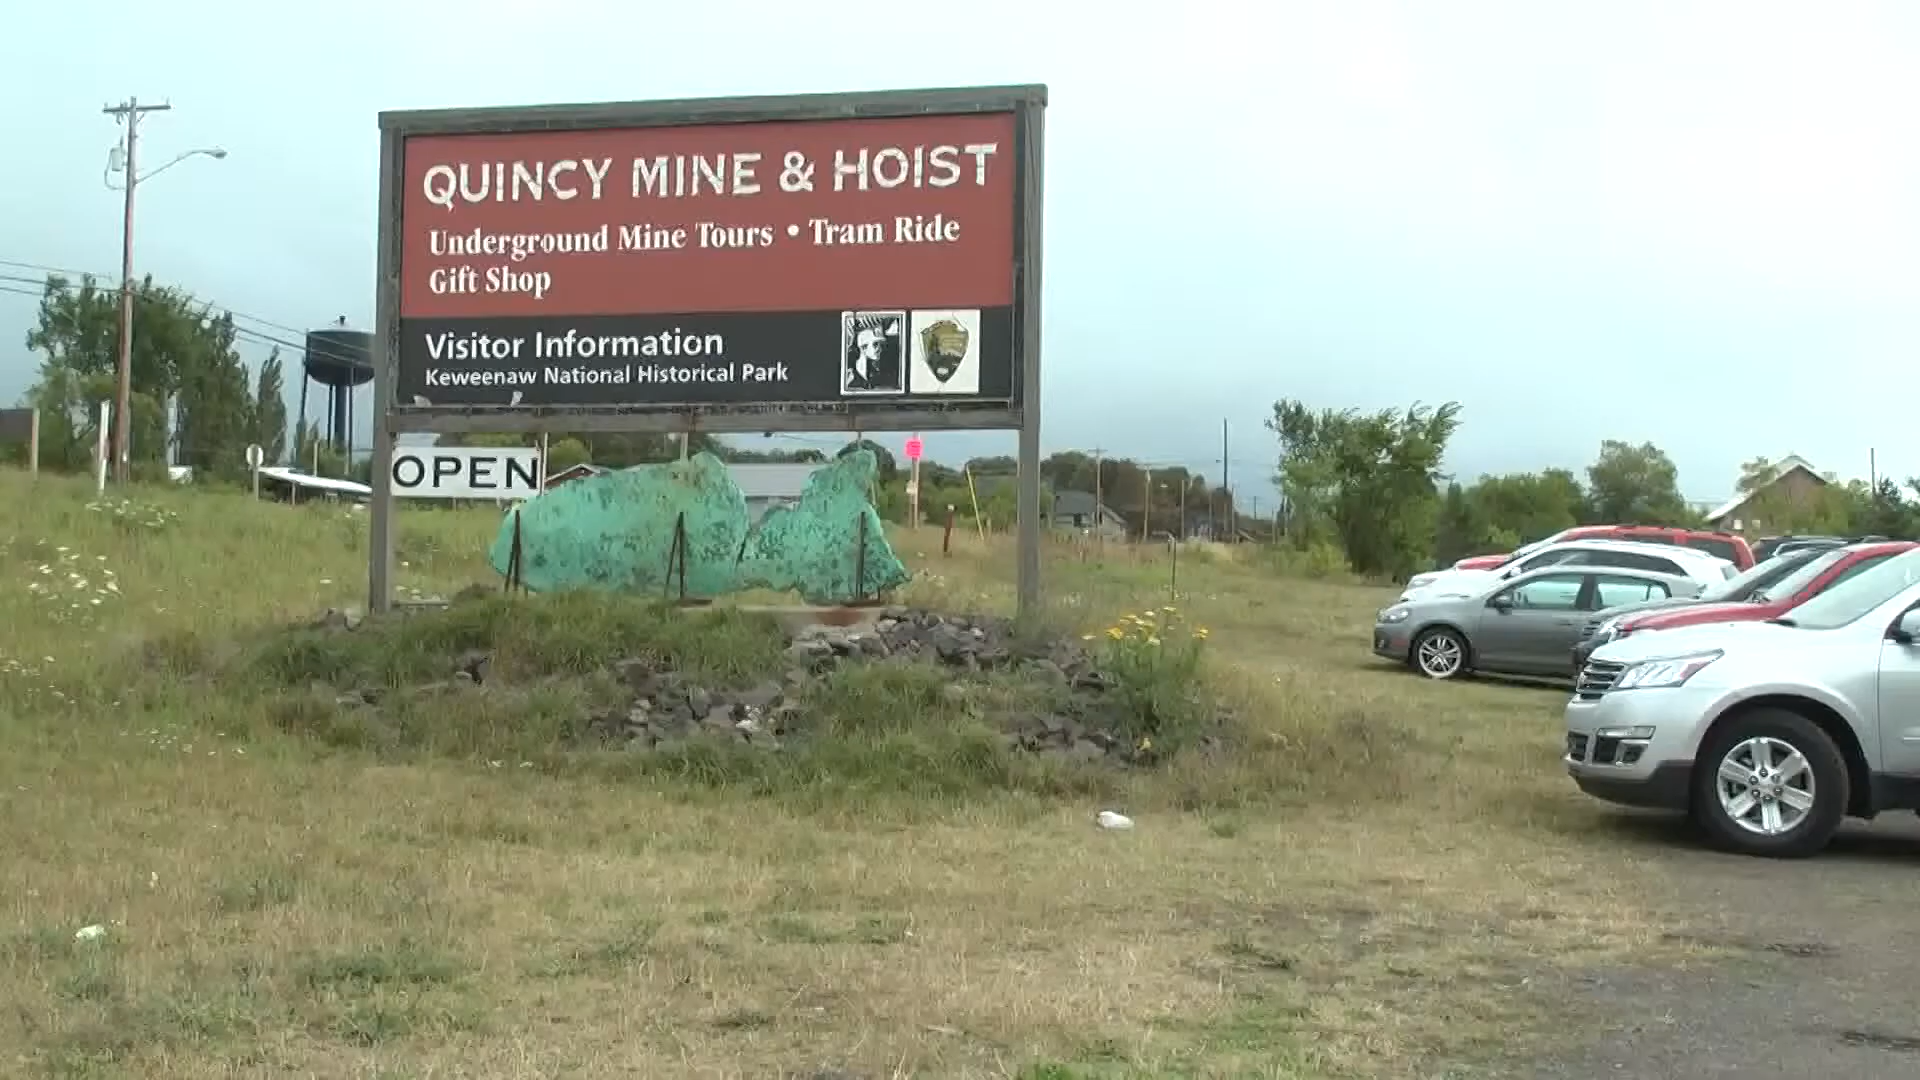 QUINCY MINE & HOIST
Underground Mine Tours • Tram Ride
Gift Shop
Visitor Information
Keweenaw National Historical Park
OPEN